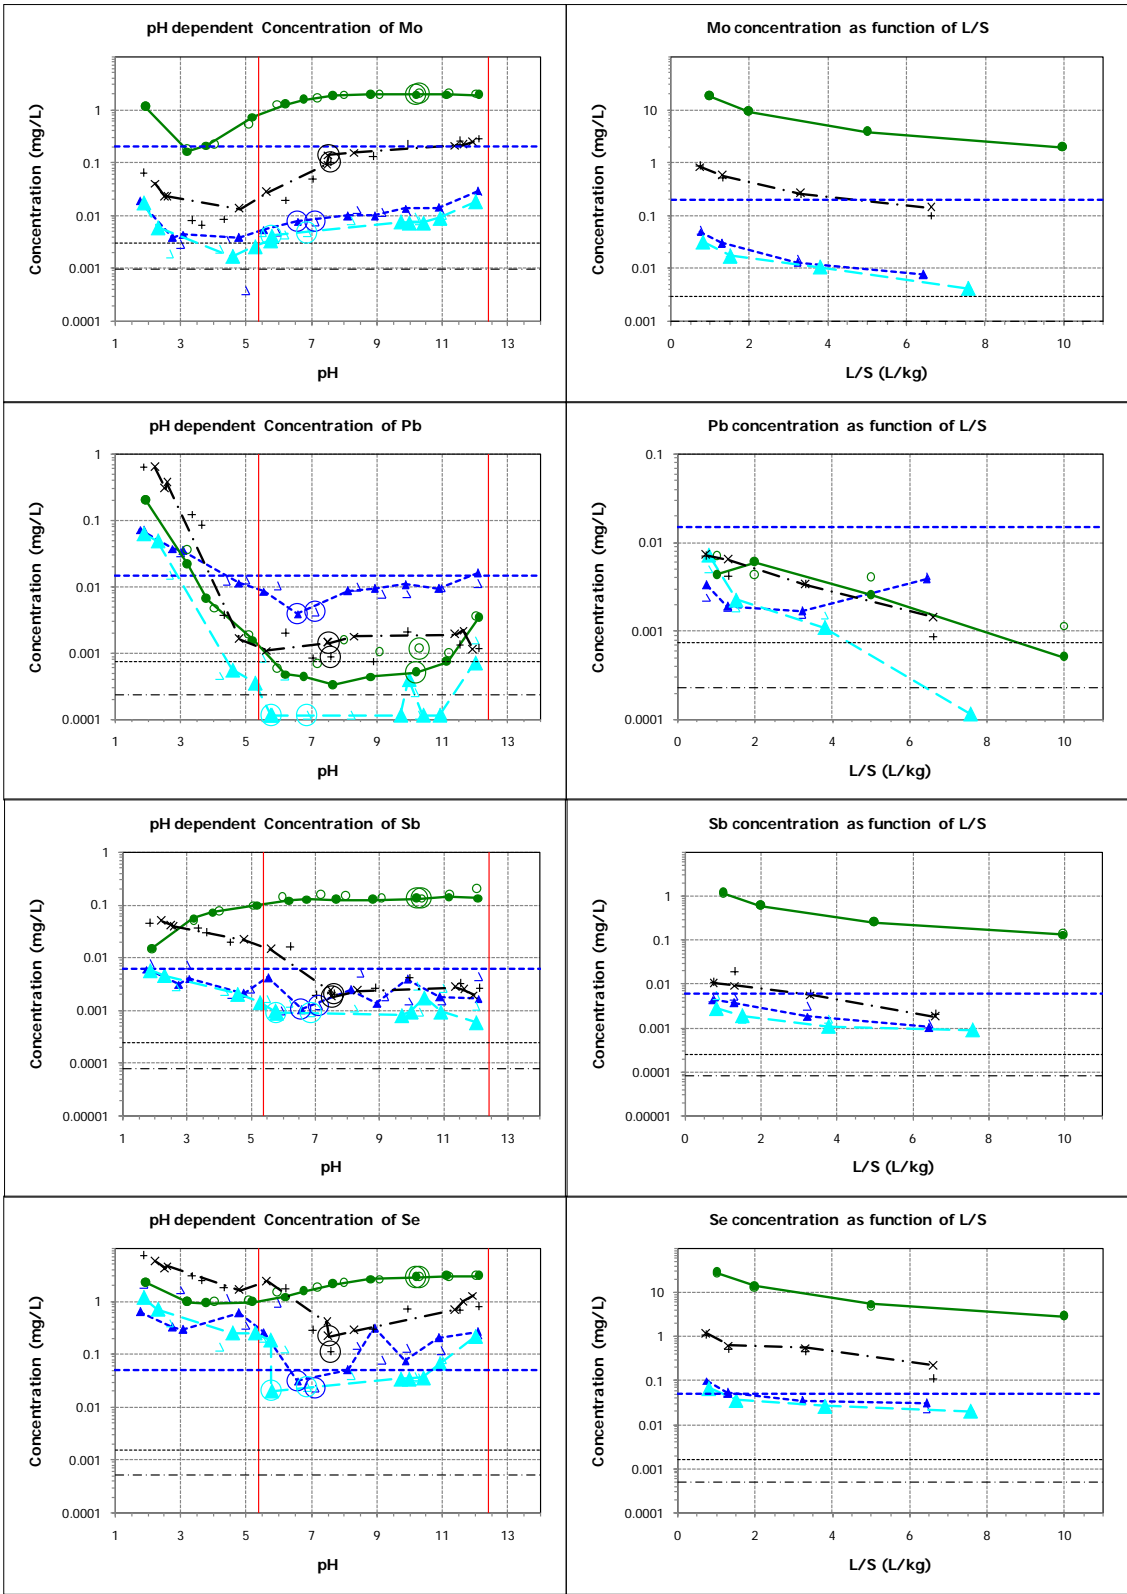 pH dependent Concentration of Mo
Concentration (mg/L)
1
0.1
0.01
0.001
0.0001
1 3 5 7 9 11 13
pH
Mo concentration as function of L/S
Concentration (mg/L)
10
1
0.1
0.01
0.001
0 2 4 6 8 10
L/S (L/kg)
pH dependent Concentration of Pb
Concentration (mg/L)
1
0.1
0.01
0.001
0.0001
1 3 5 7 9 11 13
pH
Pb concentration as function of L/S
Concentration (mg/L)
0.1
0.01
0.001
0.0001
0 2 4 6 8 10
L/S (L/kg)
pH dependent Concentration of Sb
Concentration (mg/L)
1
0.1
0.01
0.001
0.0001
0.00001
1 3 5 7 9 11 13
pH
Sb concentration as function of L/S
Concentration (mg/L)
1
0.1
0.01
0.001
0.0001
0.00001
0 2 4 6 8 10
L/S (L/kg)
pH dependent Concentration of Se
Concentration (mg/L)
1
0.1
0.01
0.001
0.0001
1 3 5 7 9 11 13
pH
Se concentration as function of L/S
Concentration (mg/L)
10
1
0.1
0.01
0.001
0.0001
0 2 4 6 8 10
L/S (L/kg)